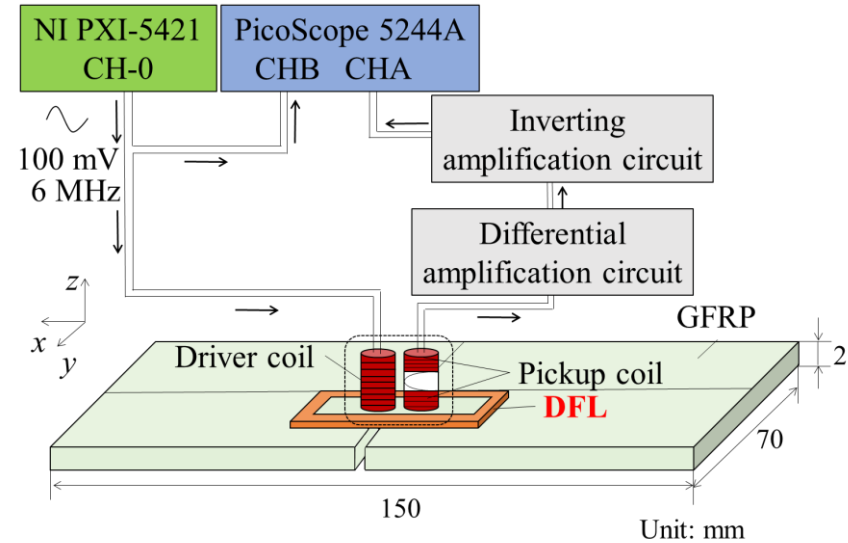 NI PXI-5421
CH-0
PicoScope 5244A
CHB CHA
Inverting
amplification circuit
100 mV
6 MHz
Differential
amplification circuit
z
x
y
GFRP
Driver coil
Pickup coil
DFL
2
70
150
Unit: mm